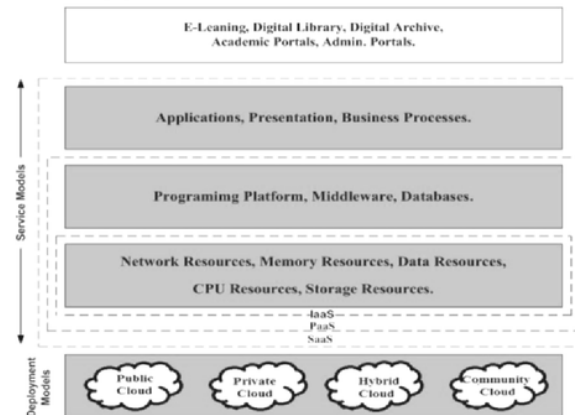 E-Leaning, Digital Library, Digital Archive,
Academic Portals, Admin. Portals.
Service Models
Applications, Presentation, Business Processes.
Programimg Platform, Middleware, Databases.
Network Resources, Memory Resources, Data Resources,
CPU Resources, Storage Resources.
IaaS
PaaS
SaaS
Deployment
Models
Public
Cloud
Private
Cloud
Hybrid
Cloud
Community
Cloud